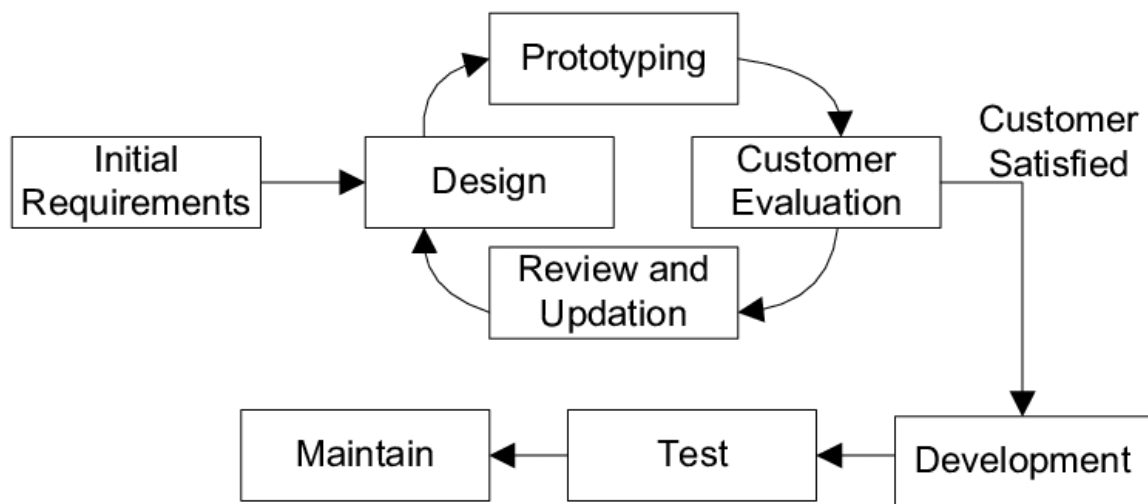 Prototyping
Customer
Satisfied
Initial
Requirements
Design
Customer
Evaluation
Review and
Updation
Maintain
Test
Development